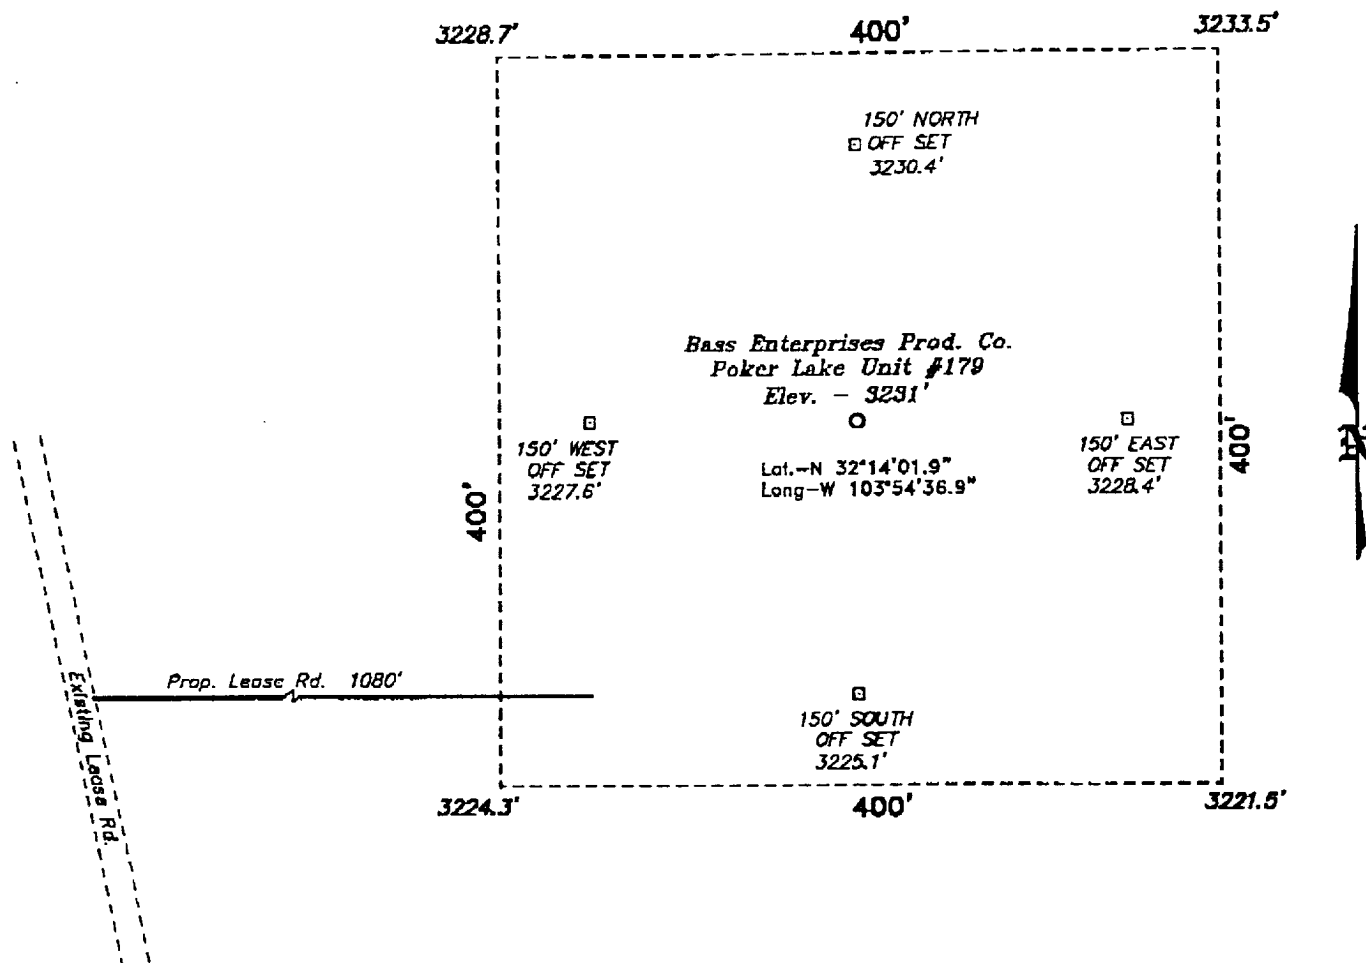 3228.7'
400'
3233.5'
150' NORTH
OFF SET
3230.4'
Bass Enterprises Prod. Co.
Poker Lake Unit #179
Elev. - 3231'
150' WEST
OFF SET
3227.6'
Lat.-N 32°14'01.9"
Long-W 103°54'36.9"
150' EAST
OFF SET
3228.4'
400'
400'
Prop. Lease Rd. 1080'
Existing Lease Rd.
150' SOUTH
OFF SET
3225.1'
3224.3'
400'
3221.5'